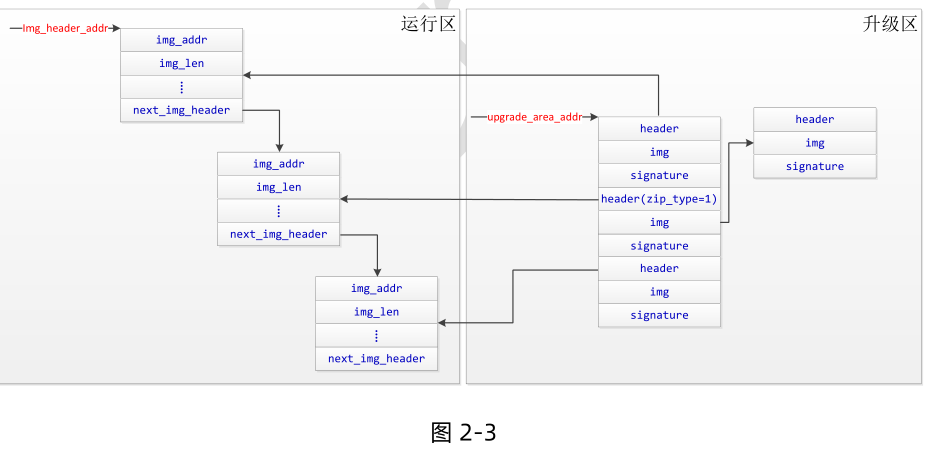 运行区
Img_header_addr
img_addr
img_len
⋮
next_img_header
img_addr
img_len
⋮
next_img_header
img_addr
img_len
⋮
next_img_header
升级区
upgrade_area_addr
header
img
signature
header(zip_type=1)
img
signature
header
img
signature
header
img
signature
图 2-3